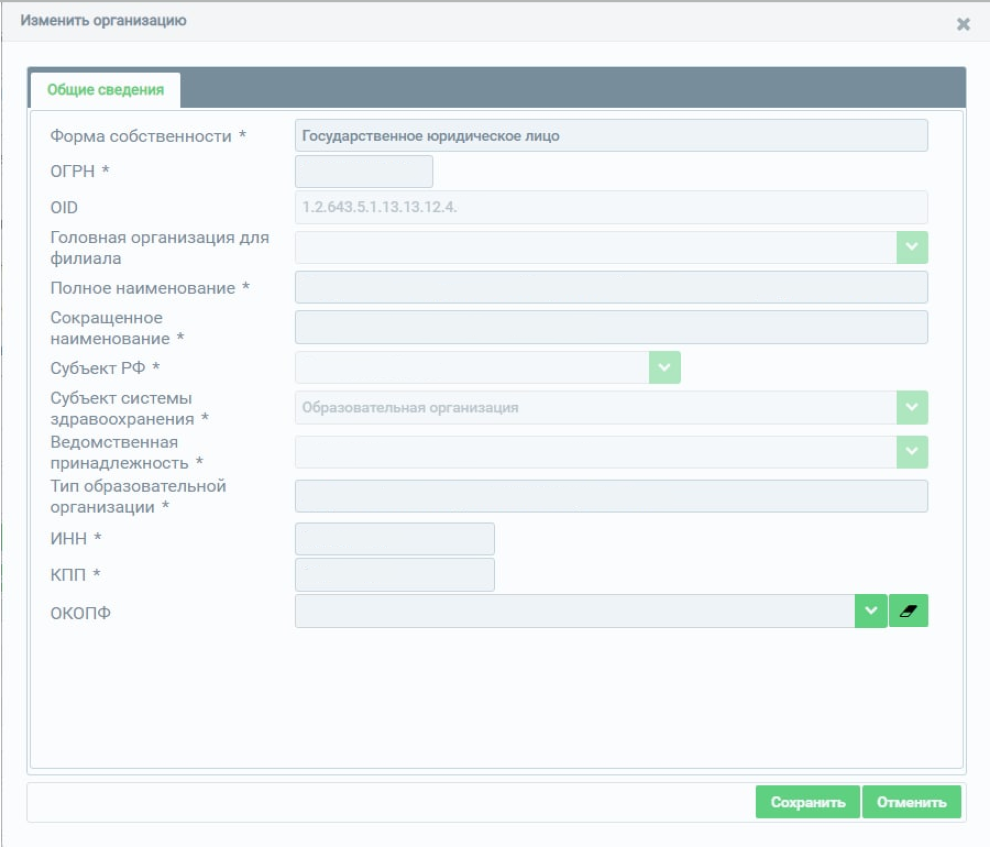 Изменить организацию
Общие сведения
Форма собственности *
Государственное юридическое лицо
ОГРН *
OID
1.2.643.5.1.13.13.12.4.
Головная организация для
филиала
Полное наименование *
Сокращенное
наименование *
Субъект РФ *
Субъект системы
здравоохранения *
Образовательная организация
Ведомственная
принадлежность *
Тип образовательной
организации *
ИНН *
КПП *
ОКОПФ
Сохранить
Отменить